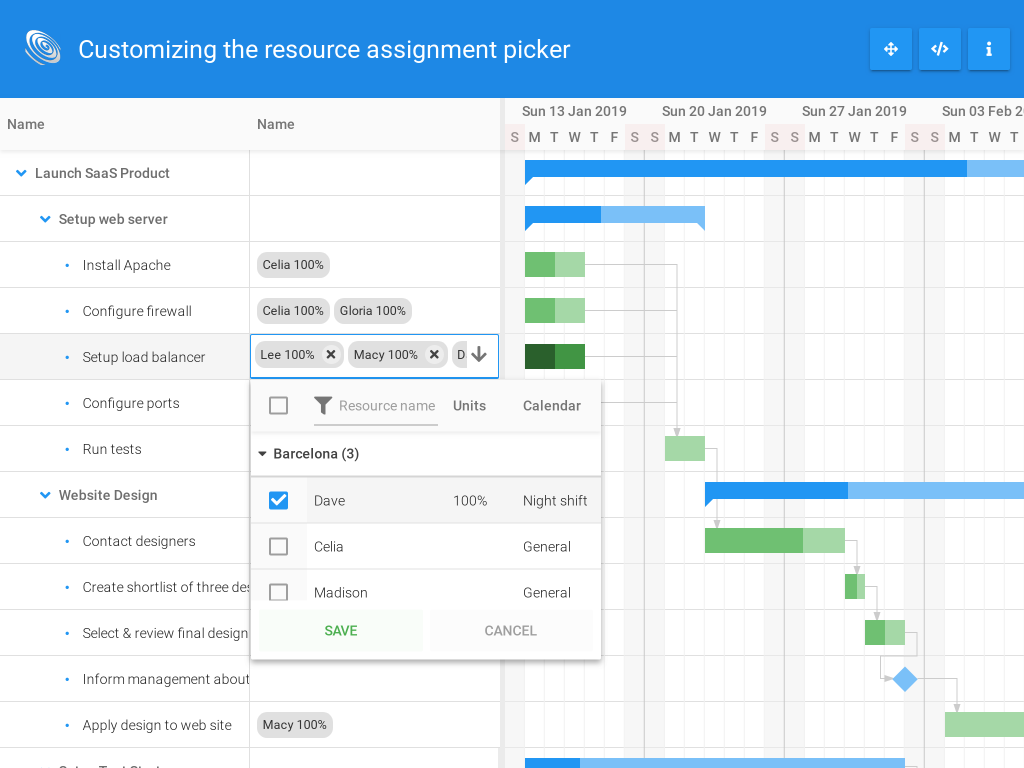 Customizing the resource assignment picker
Name Name
Sun 13 Jan 2019 Sun 20 Jan 2019 Sun 27 Jan 2019 Sun 03 Feb 2
S M T W T F S S M T W T F S S M T W T F S S M T W T
Launch SaaS Product
Setup web server
Install Apache Celia 100%
Configure firewall Celia 100% Gloria 100%
Setup load balancer Lee 100% Macy 100% D
Configure ports Resource name Units Calendar
Run tests Barcelona (3)
Website Design Dave 100% Night shift
Contact designers Celia General
Create shortlist of three des Madison General
Select & review final design SAVE CANCEL
Inform management about
Apply design to web site Macy 100%